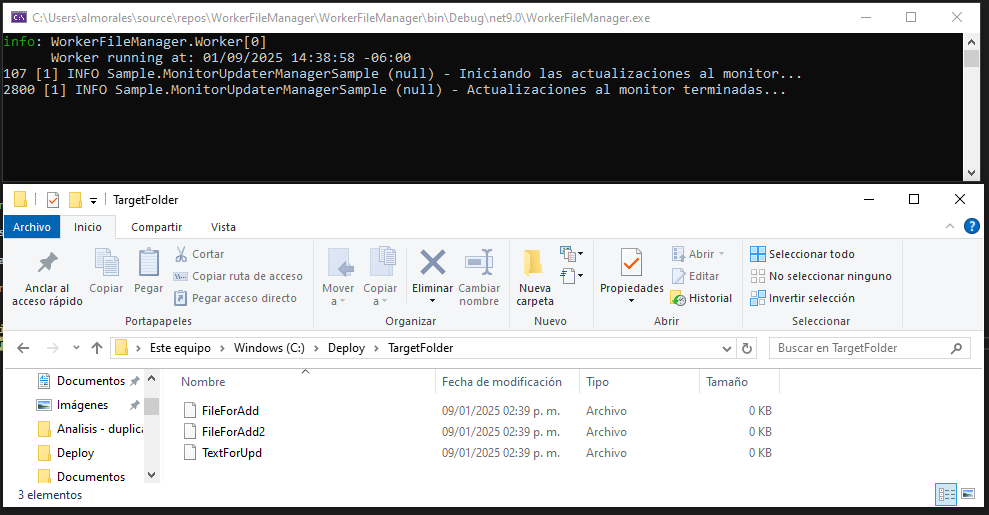 C:\Users\almorales\source\repos\WorkerFileManager\WorkerFileManager\bin\Debug\net9.0\WorkerFileManager.exe
info: WorkerFileManager.Worker[0]
Worker running at: 01/09/2025 14:38:58 -06:00
107 [1] INFO Sample.MonitorUpdaterManagerSample (null) - Iniciando las actualizaciones al monitor...
2800 [1] INFO Sample.MonitorUpdaterManagerSample (null) - Actualizaciones al monitor terminadas...
TargetFolder
Archivo Inicio Compartir Vista
Anclar al acceso rápido
Copiar
Pegar
Cortar
Copiar ruta de acceso
Pegar acceso directo
Portapapeles
Mover a
Copiar a
Eliminar
Cambiar nombre
Organizar
Nueva carpeta
Nuevo
Propiedades
Abrir
Editar
Historial
Abrir
Seleccionar todo
No seleccionar ninguno
Invertir selección
Seleccionar
Este equipo > Windows (C:) > Deploy > TargetFolder
Buscar en TargetFolder
Documentos
Imágenes
Analisis - duplica
Deploy
Documentos
Nombre Fecha de modificación Tipo Tamaño
FileForAdd 09/01/2025 02:39 p. m. Archivo 0 KB
FileForAdd2 09/01/2025 02:39 p. m. Archivo 0 KB
TextForUpd 09/01/2025 02:39 p. m. Archivo 0 KB
3 elementos